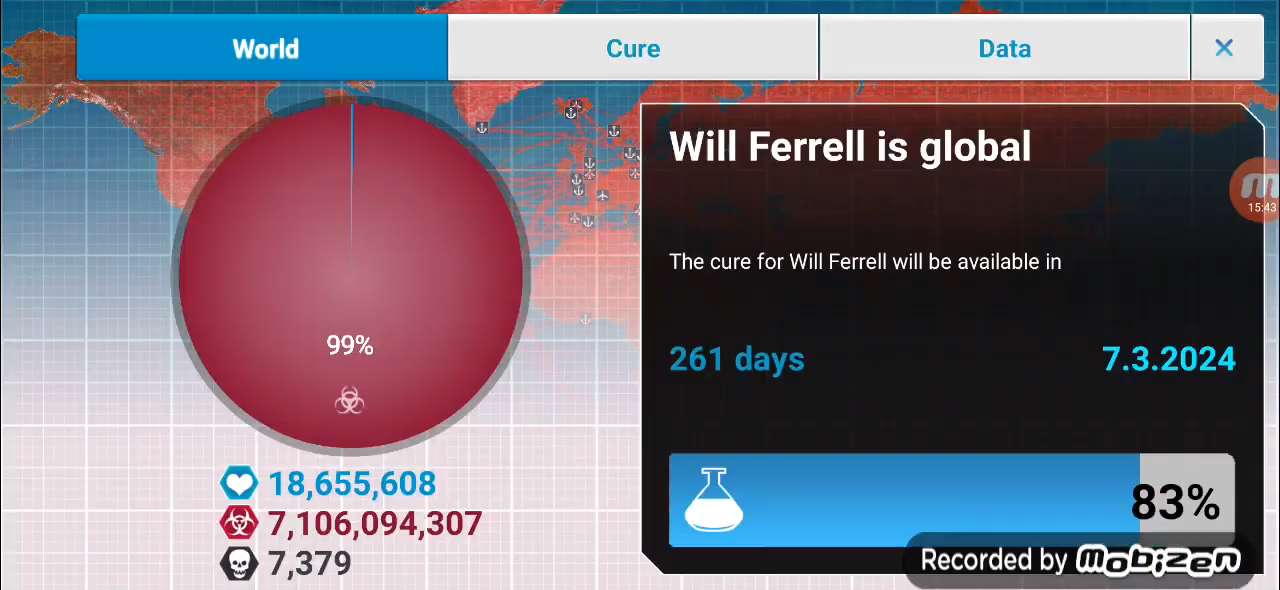 World
Cure
Data
Will Ferrell is global
15:43
The cure for Will Ferrell will be available in
261 days
7.3.2024
99%
18,655,608
7,106,094,307
7,379
83%
Recorded by Mobizen